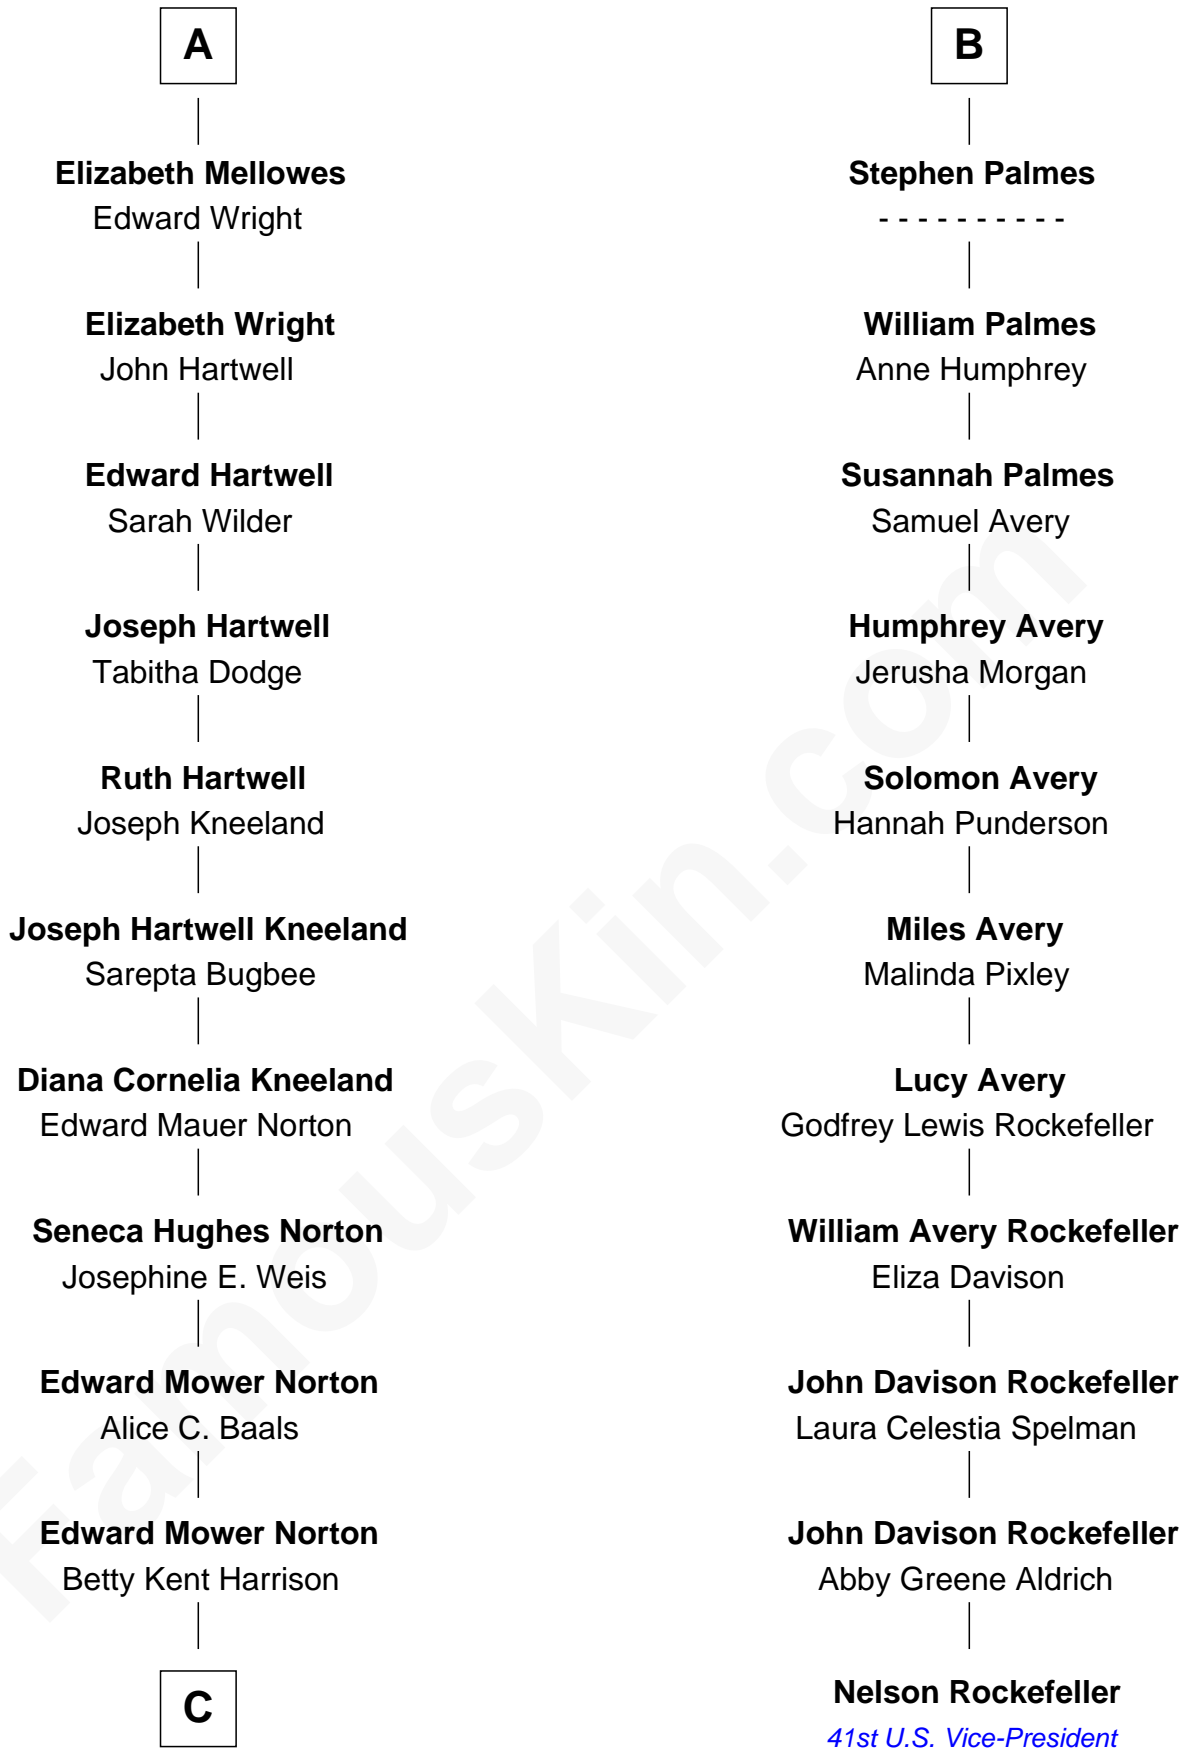 A
Elizabeth Mellowes
Edward Wright
Elizabeth Wright
John Hartwell
Edward Hartwell
Sarah Wilder
Joseph Hartwell
Tabitha Dodge
Ruth Hartwell
Joseph Kneeland
Joseph Hartwell Kneeland
Sarepta Bugbee
Diana Cornelia Kneeland
Edward Mauer Norton
Seneca Hughes Norton
Josephine E. Weis
Edward Mower Norton
Alice C. Baals
Edward Mower Norton
Betty Kent Harrison
C
B
Stephen Palmes
- - - - - - - - - -
William Palmes
Anne Humphrey
Susannah Palmes
Samuel Avery
Humphrey Avery
Jerusha Morgan
Solomon Avery
Hannah Punderson
Miles Avery
Malinda Pixley
Lucy Avery
Godfrey Lewis Rockefeller
William Avery Rockefeller
Eliza Davison
John Davison Rockefeller
Laura Celestia Spelman
John Davison Rockefeller
Abby Greene Aldrich
Nelson Rockefeller
41st U.S. Vice-President
FamousKin.com